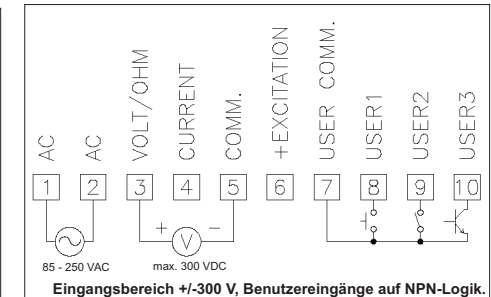 AC
AC
VOLT/OHM
CURRENT
COMM.
+EXCITATION
USER COMM.
USER1
USER2
USER3
1 2 3 4 5 6 7 8 9 10
+ V −
85 - 250 VAC
max. 300 VDC
Eingangsbereich +/-300 V, Benutzereingänge auf NPN-Logik.